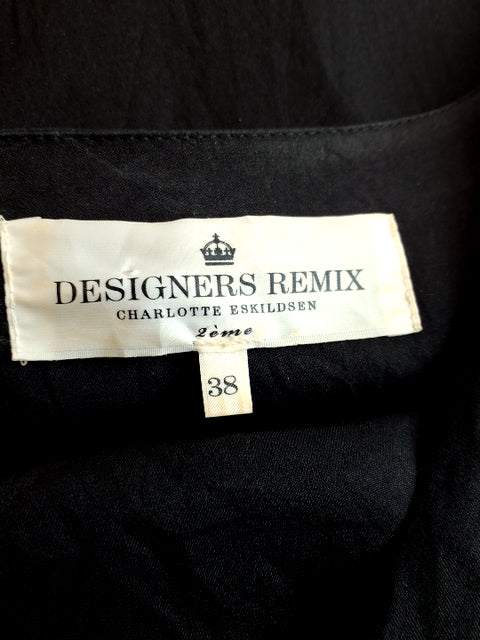 DESIGNERS REMIX
CHARLOTTE ESKILDSEN
2ème
38